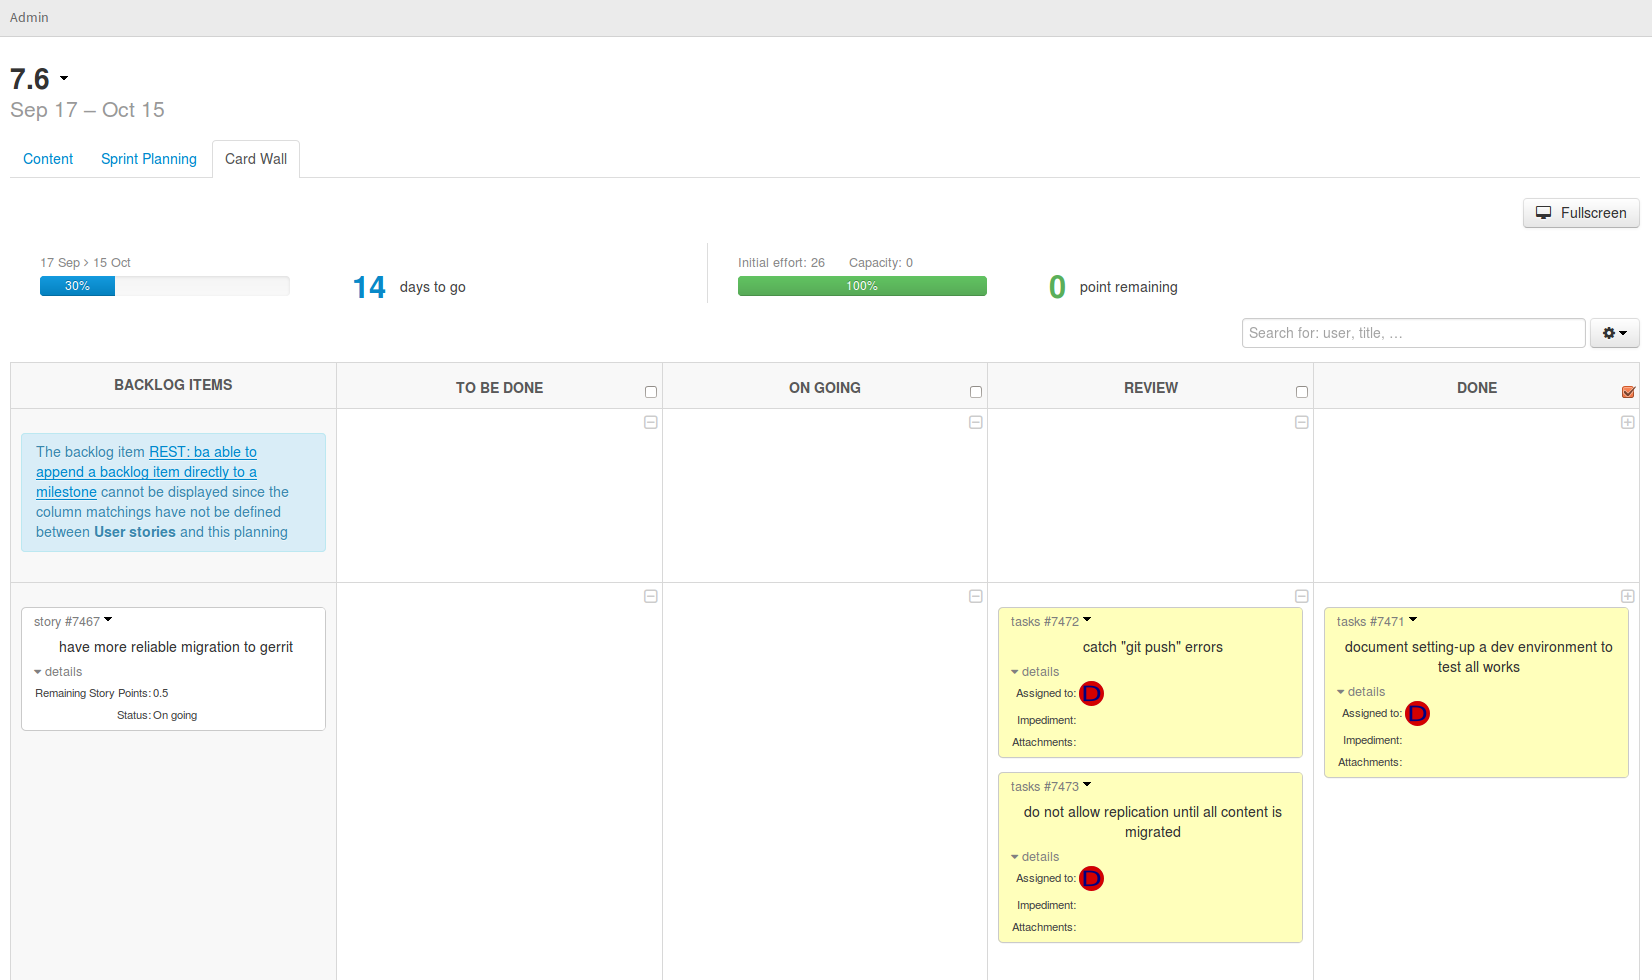 Admin
7.6
Sep 17 – Oct 15
Content
Sprint Planning
Card Wall
Fullscreen
17 Sep > 15 Oct
30%
14 days to go
Initial effort: 26
Capacity: 0
100%
0 point remaining
Search for: user, title, …
BACKLOG ITEMS
TO BE DONE
ON GOING
REVIEW
DONE
The backlog item REST: ba able to
append a backlog item directly to a
milestone cannot be displayed since the
column matchings have not be defined
between User stories and this planning
story #7467
have more reliable migration to gerrit
details
Remaining Story Points: 0.5
Status: On going
tasks #7472
catch "git push" errors
details
Assigned to: D
Impediment:
Attachments:
tasks #7473
do not allow replication until all content is
migrated
details
Assigned to: D
Impediment:
Attachments:
tasks #7471
document setting-up a dev environment to
test all works
details
Assigned to: D
Impediment:
Attachments: